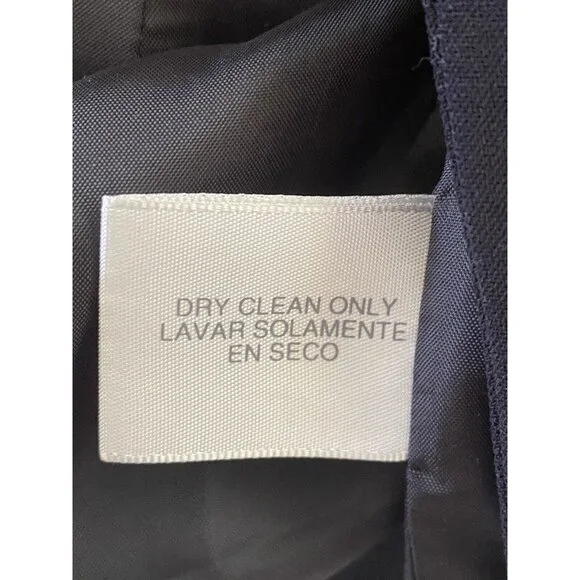 DRY CLEAN ONLY
LAVAR SOLAMENTE
EN SECO